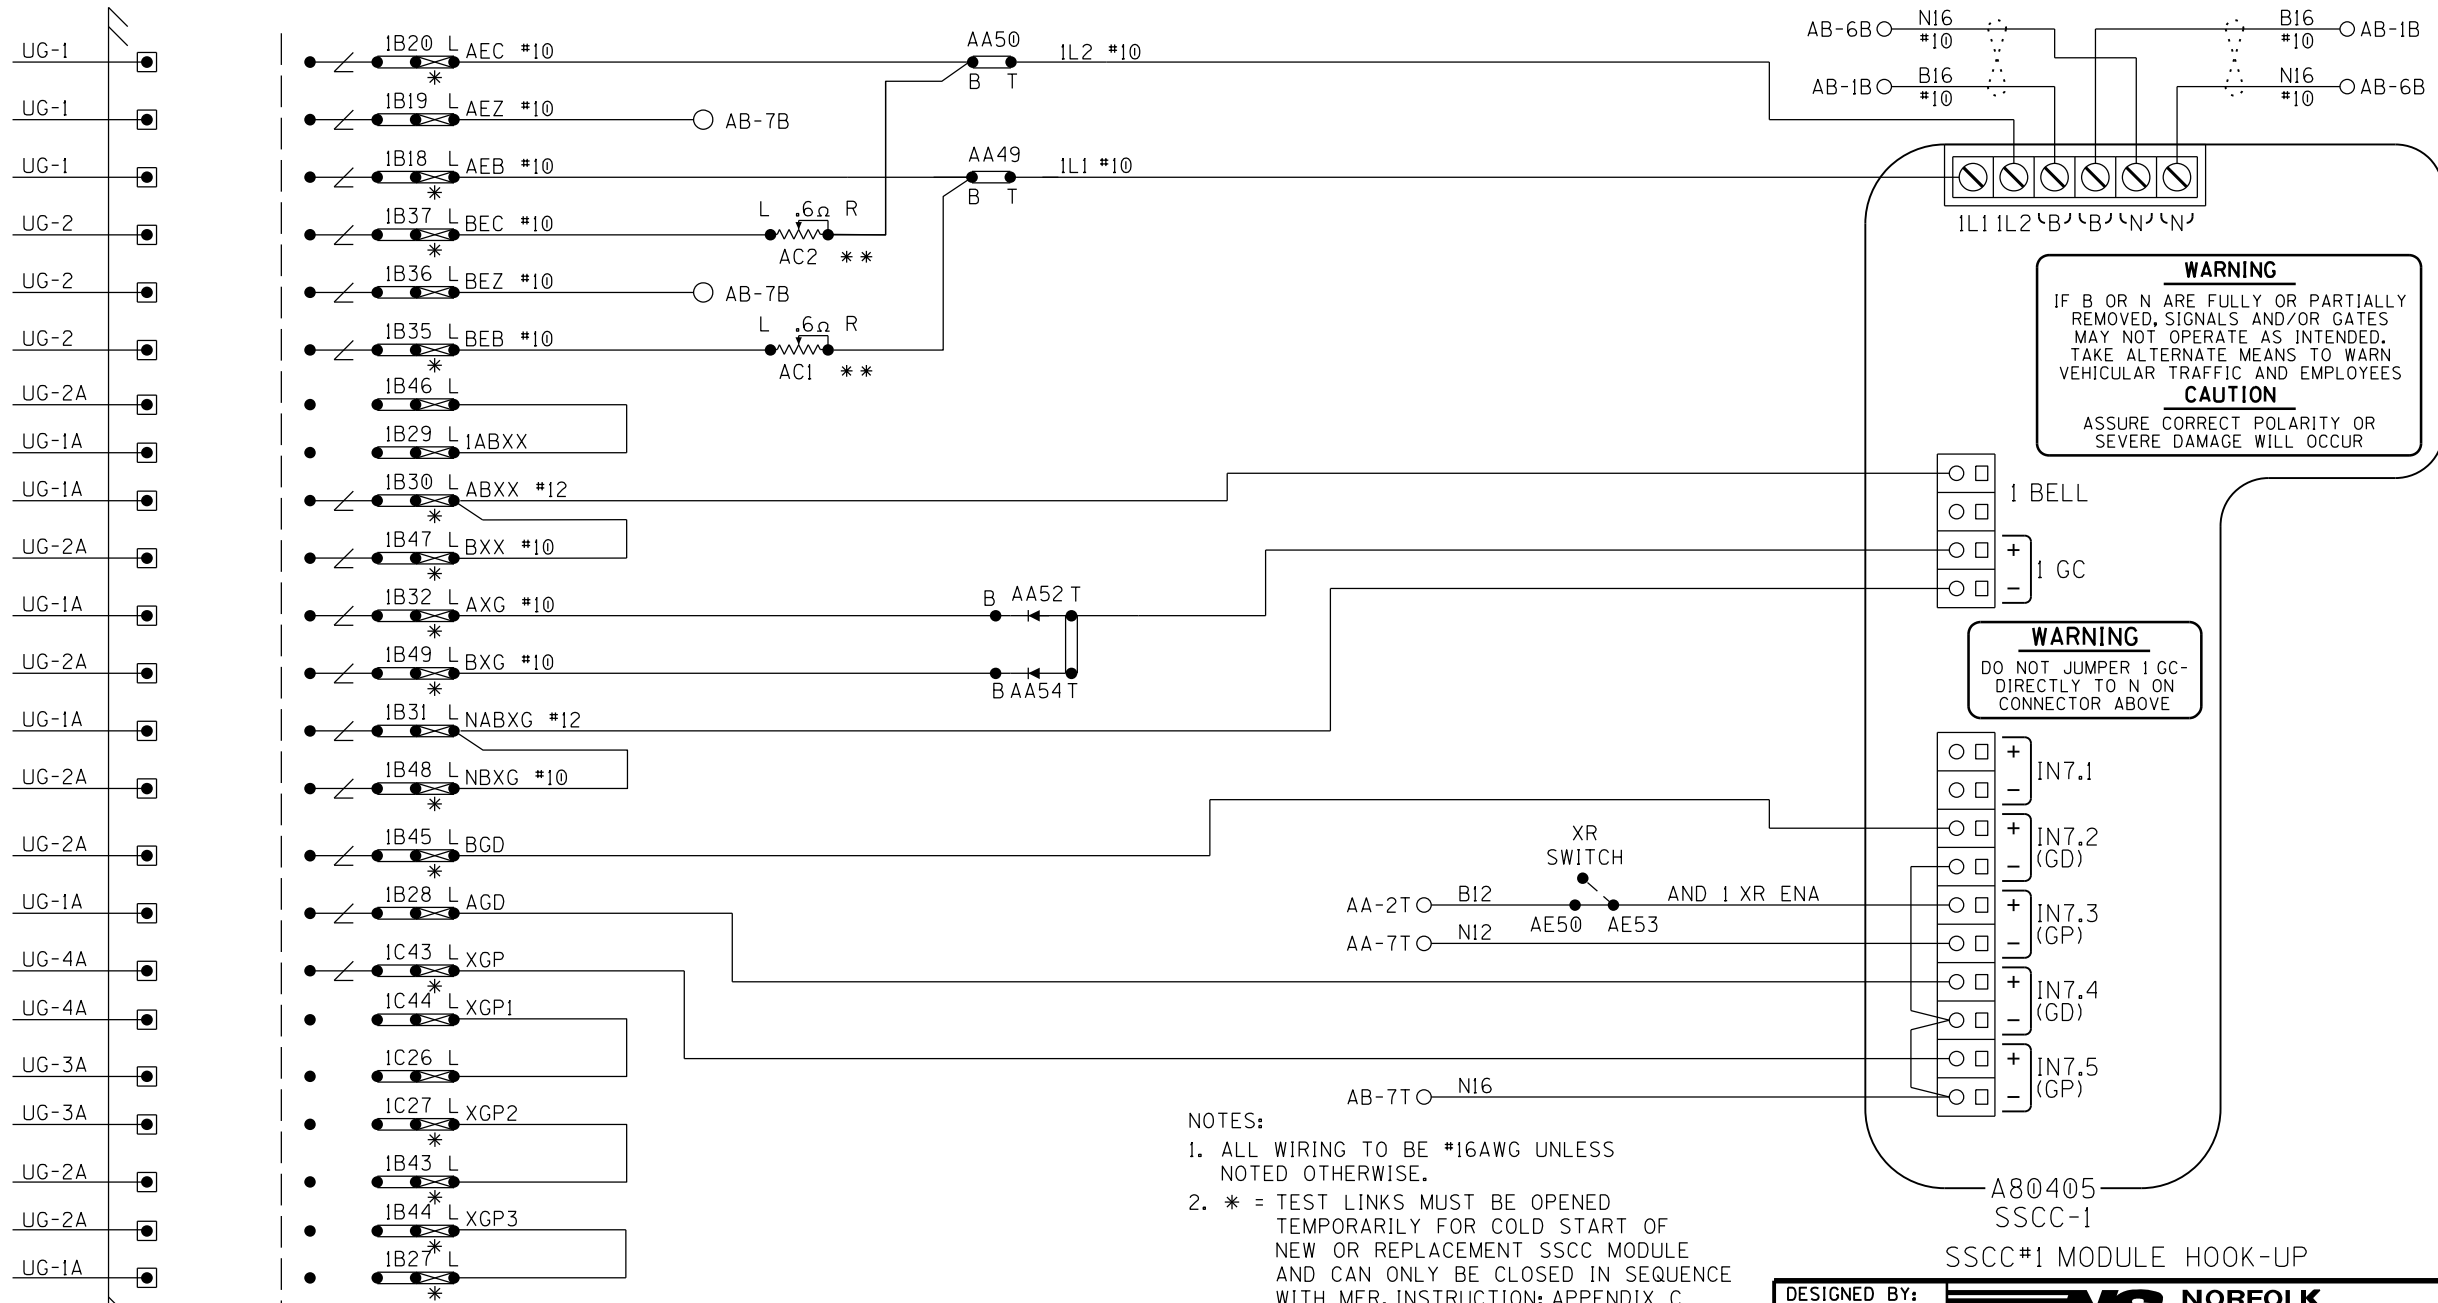 UG-1 1B20 L AEC #10 AA50 B T 1L2 #10
AB-6B N16 #10 B16 #10 AB-1B
AB-1B B16 #10 N16 #10 AB-6B
UG-1 1B19 L AEZ #10 AB-7B
UG-1 1B18 L AEB #10 AA49 B T 1L1 #10
* *
1L1 1L2 B B N N
UG-2 1B37 L BEC #10 L .6Ω R
* AC2 * *
UG-2 1B36 L BEZ #10 AB-7B
UG-2 1B35 L BEB #10 L .6Ω R
* AC1 * *
WARNING
IF B OR N ARE FULLY OR PARTIALLY
REMOVED, SIGNALS AND/OR GATES
MAY NOT OPERATE AS INTENDED.
TAKE ALTERNATE MEANS TO WARN
VEHICULAR TRAFFIC AND EMPLOYEES
CAUTION
ASSURE CORRECT POLARITY OR
SEVERE DAMAGE WILL OCCUR
UG-2A 1B46 L
UG-1A 1B29 L 1ABXX
UG-1A 1B30 L ABXX #12
*
1 BELL
UG-2A 1B47 L BXX #10
*
+
1 GC
-
UG-1A 1B32 L AXG #10 B AA52 T
*
UG-2A 1B49 L BXG #10 B AA54 T
*
WARNING
DO NOT JUMPER 1 GC-
DIRECTLY TO N ON
CONNECTOR ABOVE
UG-1A 1B31 L NABXG #12
UG-2A 1B48 L NBXG #10
*
+
IN7.1
-
UG-2A 1B45 L BGD
*
+
IN7.2
(GD)
-
XR
SWITCH
UG-1A 1B28 L AGD
AA-2T B12 AE50 AE53 AND 1 XR ENA
AA-7T N12
+
IN7.3
(GP)
-
UG-4A 1C43 L XGP
*
+
IN7.4
(GD)
-
UG-4A 1C44 L XGP1
UG-3A 1C26 L
+
IN7.5
(GP)
-
AB-7T N16
UG-3A 1C27 L XGP2
*
UG-2A 1B43 L
*
UG-2A 1B44 L XGP3
*
UG-1A 1B27 L
*
NOTES:
1. ALL WIRING TO BE #16AWG UNLESS
NOTED OTHERWISE.
2. * = TEST LINKS MUST BE OPENED
TEMPORARILY FOR COLD START OF
NEW OR REPLACEMENT SSCC MODULE
AND CAN ONLY BE CLOSED IN SEQUENCE
WITH MFR. INSTRUCTION: APPENDIX C
A80405
SSCC-1
SSCC#1 MODULE HOOK-UP
DESIGNED BY:
NS NORFOLK